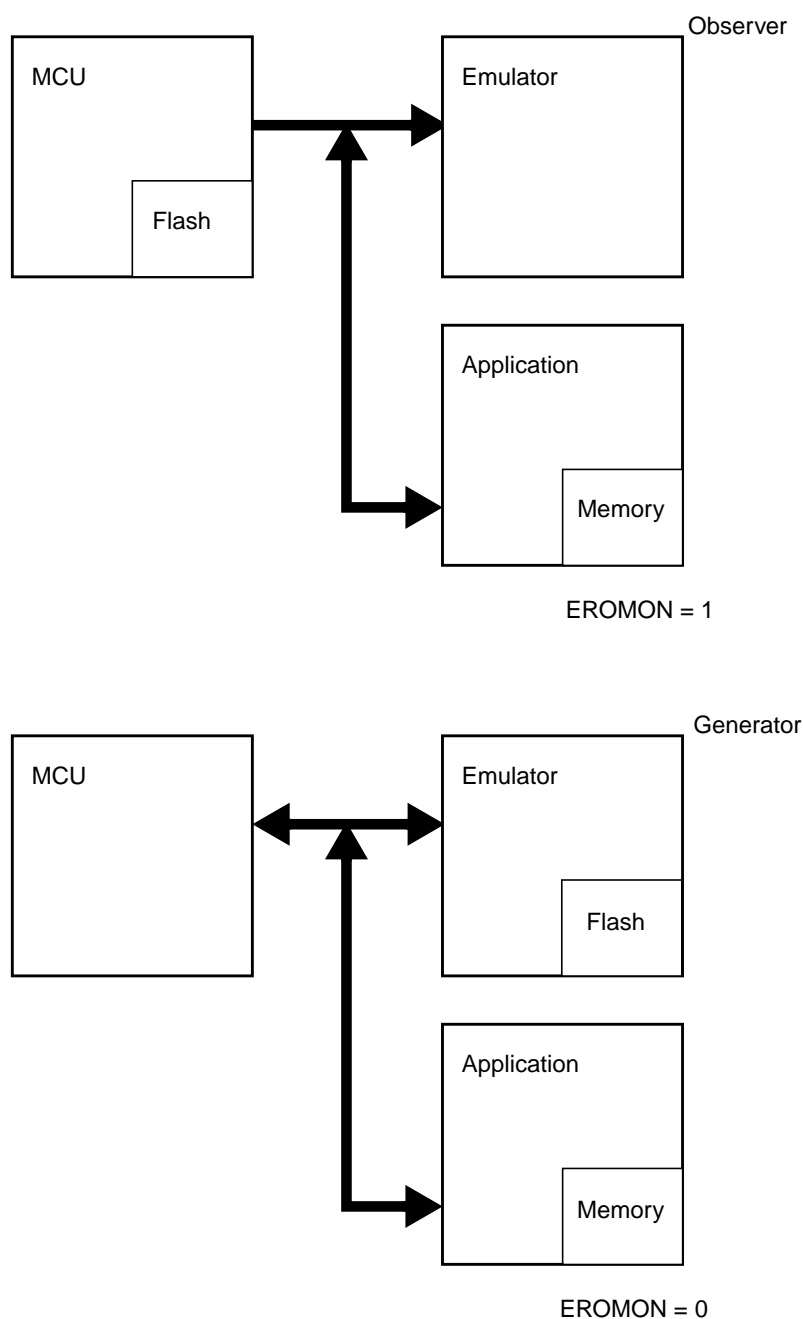 Observer
MCU
Emulator
Flash
Application
Memory
EROMON = 1
Generator
MCU
Emulator
Flash
Application
Memory
EROMON = 0